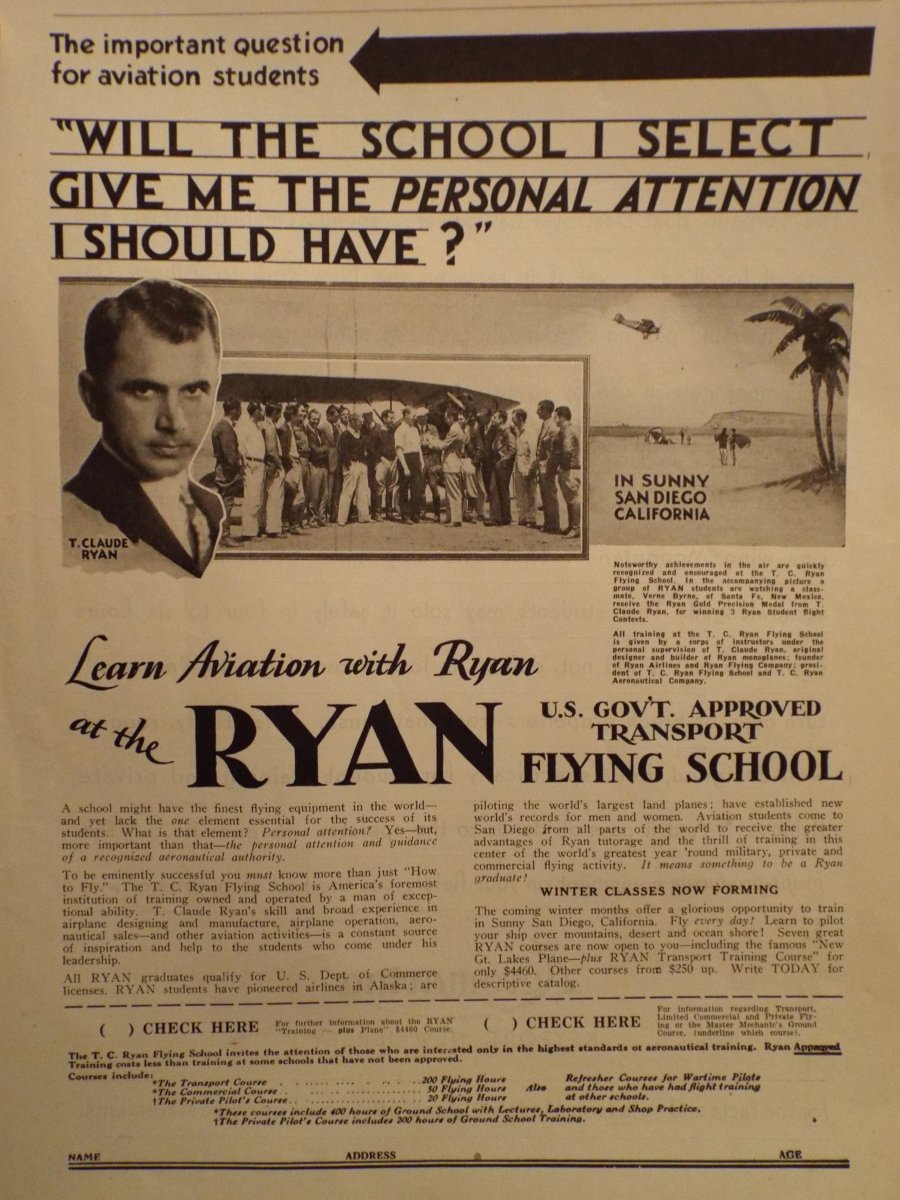 The important question
for aviation students
"WILL THE SCHOOL I SELECT
GIVE ME THE PERSONAL ATTENTION
I SHOULD HAVE?"
T. CLAUDE
RYAN
IN SUNNY
SAN DIEGO
CALIFORNIA
Noteworthy achievements in the air are quickly
recognized and encouraged at the T. C. Ryan
Flying School. In the accompanying picture a
group of RYAN students are watching a class-
mate, Verne Byrne, of Santa Fe, New Mexico,
receive the Ryan Gold Precision Medal from T.
Claude Ryan, for winning 3 Ryan Student flight
Contests.
All training at the T. C. Ryan Flying School
is given by a corps of instructors under the
personal supervision of T. Claude Ryan, original
designer and builder of Ryan monoplanes; founder
of Ryan Airlines and Ryan Flying Company; presi-
dent of T. C. Ryan Flying School and T. C. Ryan
Aeronautical Company.
Learn Aviation with Ryan
at the RYAN U.S. GOV'T. APPROVED
TRANSPORT
FLYING SCHOOL
A school might have the finest flying equipment in the world—
and yet lack the one element essential for the success of its
students. What is that element? Personal attention? Yes—but,
more important than that—the personal attention and guidance
of a recognized aeronautical authority.
To be eminently successful you must know more than just "How
to Fly." The T. C. Ryan Flying School is America's foremost
institution of training owned and operated by a man of excep-
tional ability. T. Claude Ryan's skill and broad experience in
airplane designing and manufacture, airplane operation, aero-
nautical sales—and other aviation activities—is a constant source
of inspiration and help to the students who come under his
leadership.
All RYAN graduates qualify for U. S. Dept. of Commerce
licenses. RYAN students have pioneered airlines in Alaska; are
piloting the world's largest land planes; have established new
world's records for men and women. Aviation students come to
San Diego from all parts of the world to receive the greater
advantages of Ryan tutorage and the thrill of training in this
center of the world's greatest year 'round military, private and
commercial flying activity. It means something to be a Ryan
graduate!
WINTER CLASSES NOW FORMING
The coming winter months offer a glorious opportunity to train
in Sunny San Diego, California. Fly every day! Learn to pilot
your ship over mountains, desert and ocean shore! Seven great
RYAN courses are now open to you—including the famous "New
Gt. Lakes Plane—plus RYAN Transport Training Course" for
only $4460. Other courses from $250 up. Write TODAY for
descriptive catalog.
( ) CHECK HERE For further information about the RYAN
"Training — plus Plane" $4460 Course.
( ) CHECK HERE For information regarding Transport,
Limited Commercial and Private Fly-
ing or the Master Mechanic's Ground
Course, (underline which course).
The T. C. Ryan Flying School invites the attention of those who are interested only in the highest standards of aeronautical training. Ryan Approved
Training costs less than training at some schools that have not been approved.
Courses include:
*The Transport Course . . . . . . . . . . . . . . . 200 Flying Hours
*The Commercial Course . . . . . . . . . . . . . . . 50 Flying Hours
†The Private Pilot's Course . . . . . . . . . . . . . . . 20 Flying Hours
Also
Refresher Courses for Wartime Pilots
and those who have had flight training
at other schools.
*These courses include 400 hours of Ground School with Lectures, Laboratory and Shop Practice.
†The Private Pilot's Course includes 200 hours of Ground School Training.
NAME ADDRESS AGE